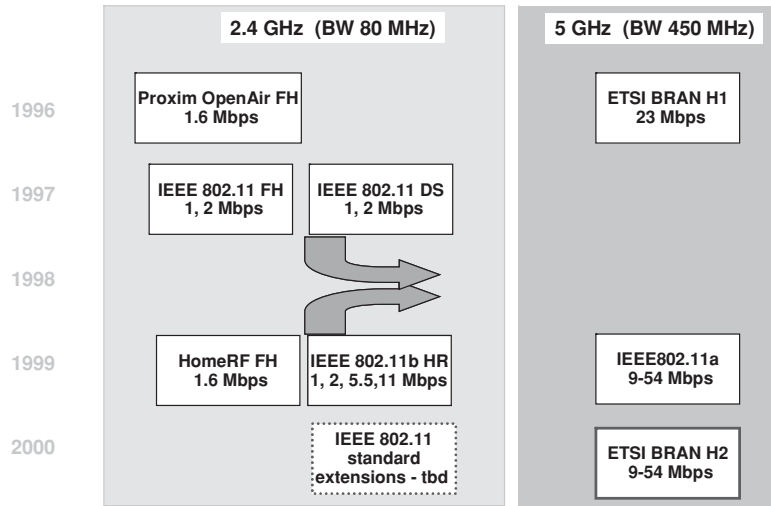 2.4 GHz (BW 80 MHz)
5 GHz (BW 450 MHz)
1996
Proxim OpenAir FH
1.6 Mbps
ETSI BRAN H1
23 Mbps
1997
IEEE 802.11 FH
1, 2 Mbps
IEEE 802.11 DS
1, 2 Mbps
1998
1999
HomeRF FH
1.6 Mbps
IEEE 802.11b HR
1, 2, 5.5,11 Mbps
IEEE802.11a
9-54 Mbps
2000
IEEE 802.11
standard
extensions - tbd
ETSI BRAN H2
9-54 Mbps